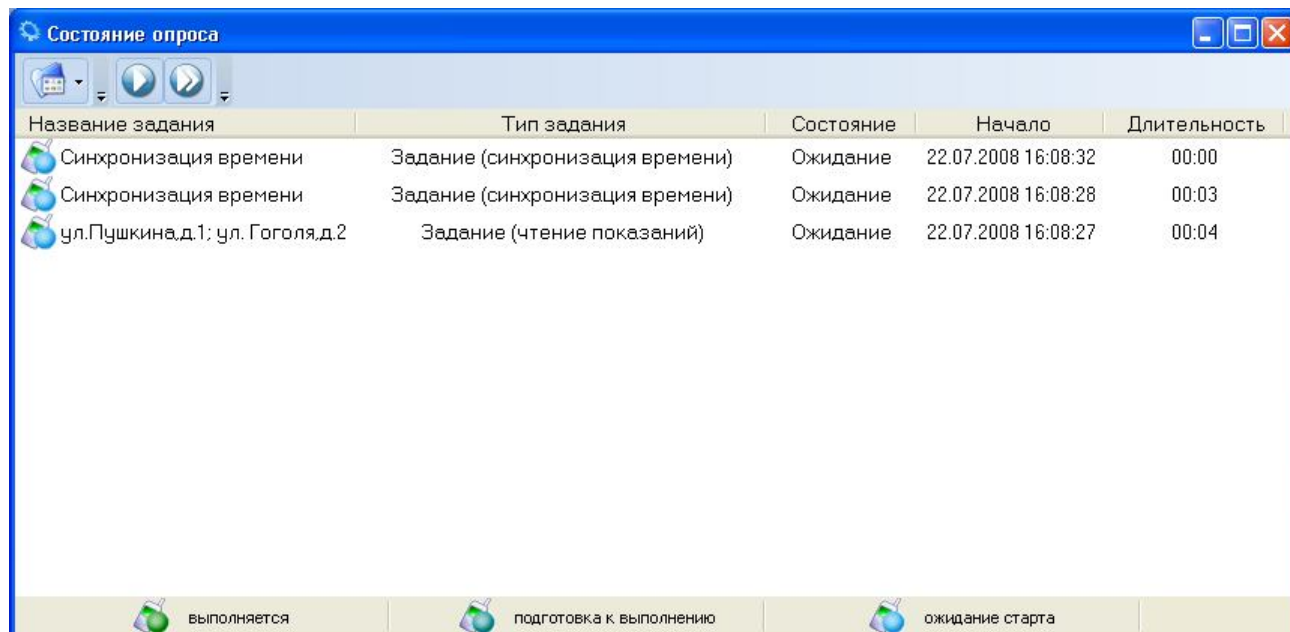 Состояние опроса
Название задания Тип задания Состояние Начало Длительность
Синхронизация времени Задание (синхронизация времени) Ожидание 22.07.2008 16:08:32 00:00
Синхронизация времени Задание (синхронизация времени) Ожидание 22.07.2008 16:08:28 00:03
ул.Пушкина,д.1; ул. Гоголя,д.2 Задание (чтение показаний) Ожидание 22.07.2008 16:08:27 00:04
выполняется подготовка к выполнению ожидание старта